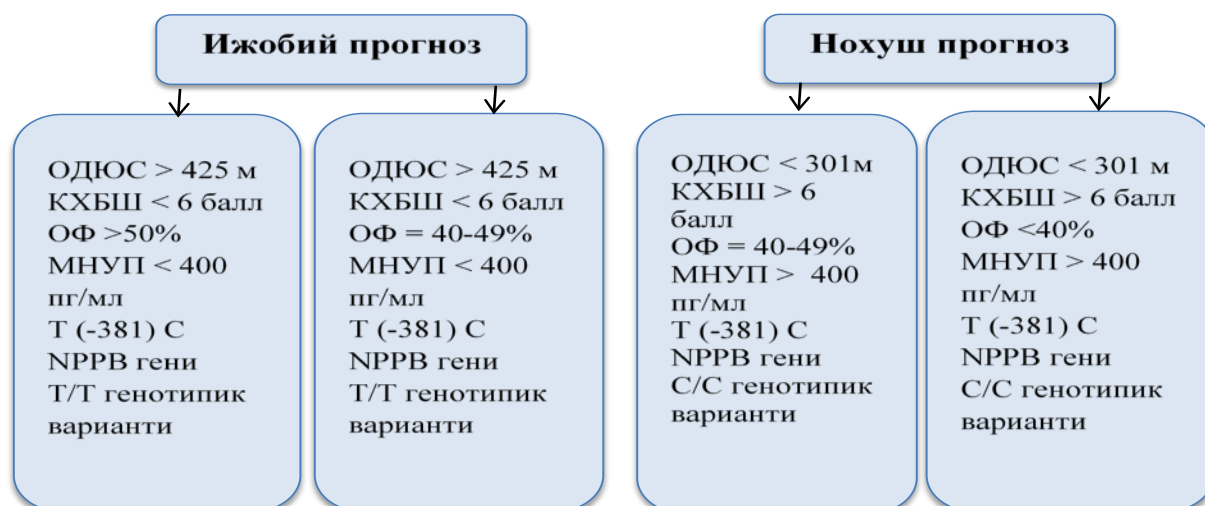 Ижобий прогноз
ОДЮС > 425 м
КХБШ < 6 балл
ОФ >50%
МНУП < 400
пг/мл
Т (-381) С
NPPB гени
Т/Т генотипик
варианти
ОДЮС > 425 м
КХБШ < 6 балл
ОФ = 40-49%
МНУП < 400
пг/мл
Т (-381) С
NPPB гени
Т/Т генотипик
варианти
Нохуш прогноз
ОДЮС < 301м
КХБШ > 6
балл
ОФ = 40-49%
МНУП > 400
пг/мл
Т (-381) С
NPPB гени
С/С генотипик
варианти
ОДЮС < 301 м
КХБШ > 6 балл
ОФ <40%
МНУП > 400
пг/мл
Т (-381) С
NPPB гени
С/С генотипик
варианти